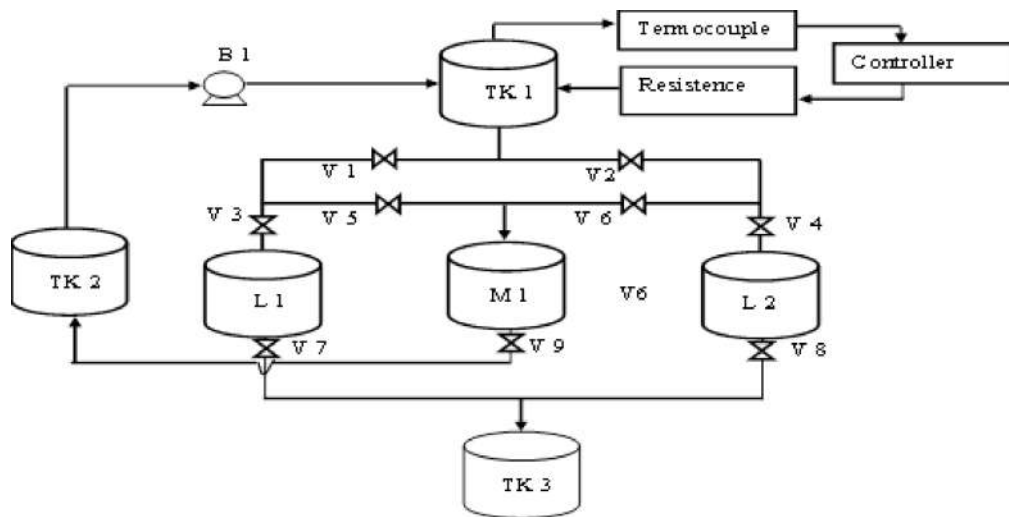 Termocouple
B 1
Controller
TK 1
Resistence
V 1
V2
V 3
V 5
V 6
V 4
TK 2
L 1
M 1
V6
L 2
V 7
V 9
V 8
TK 3